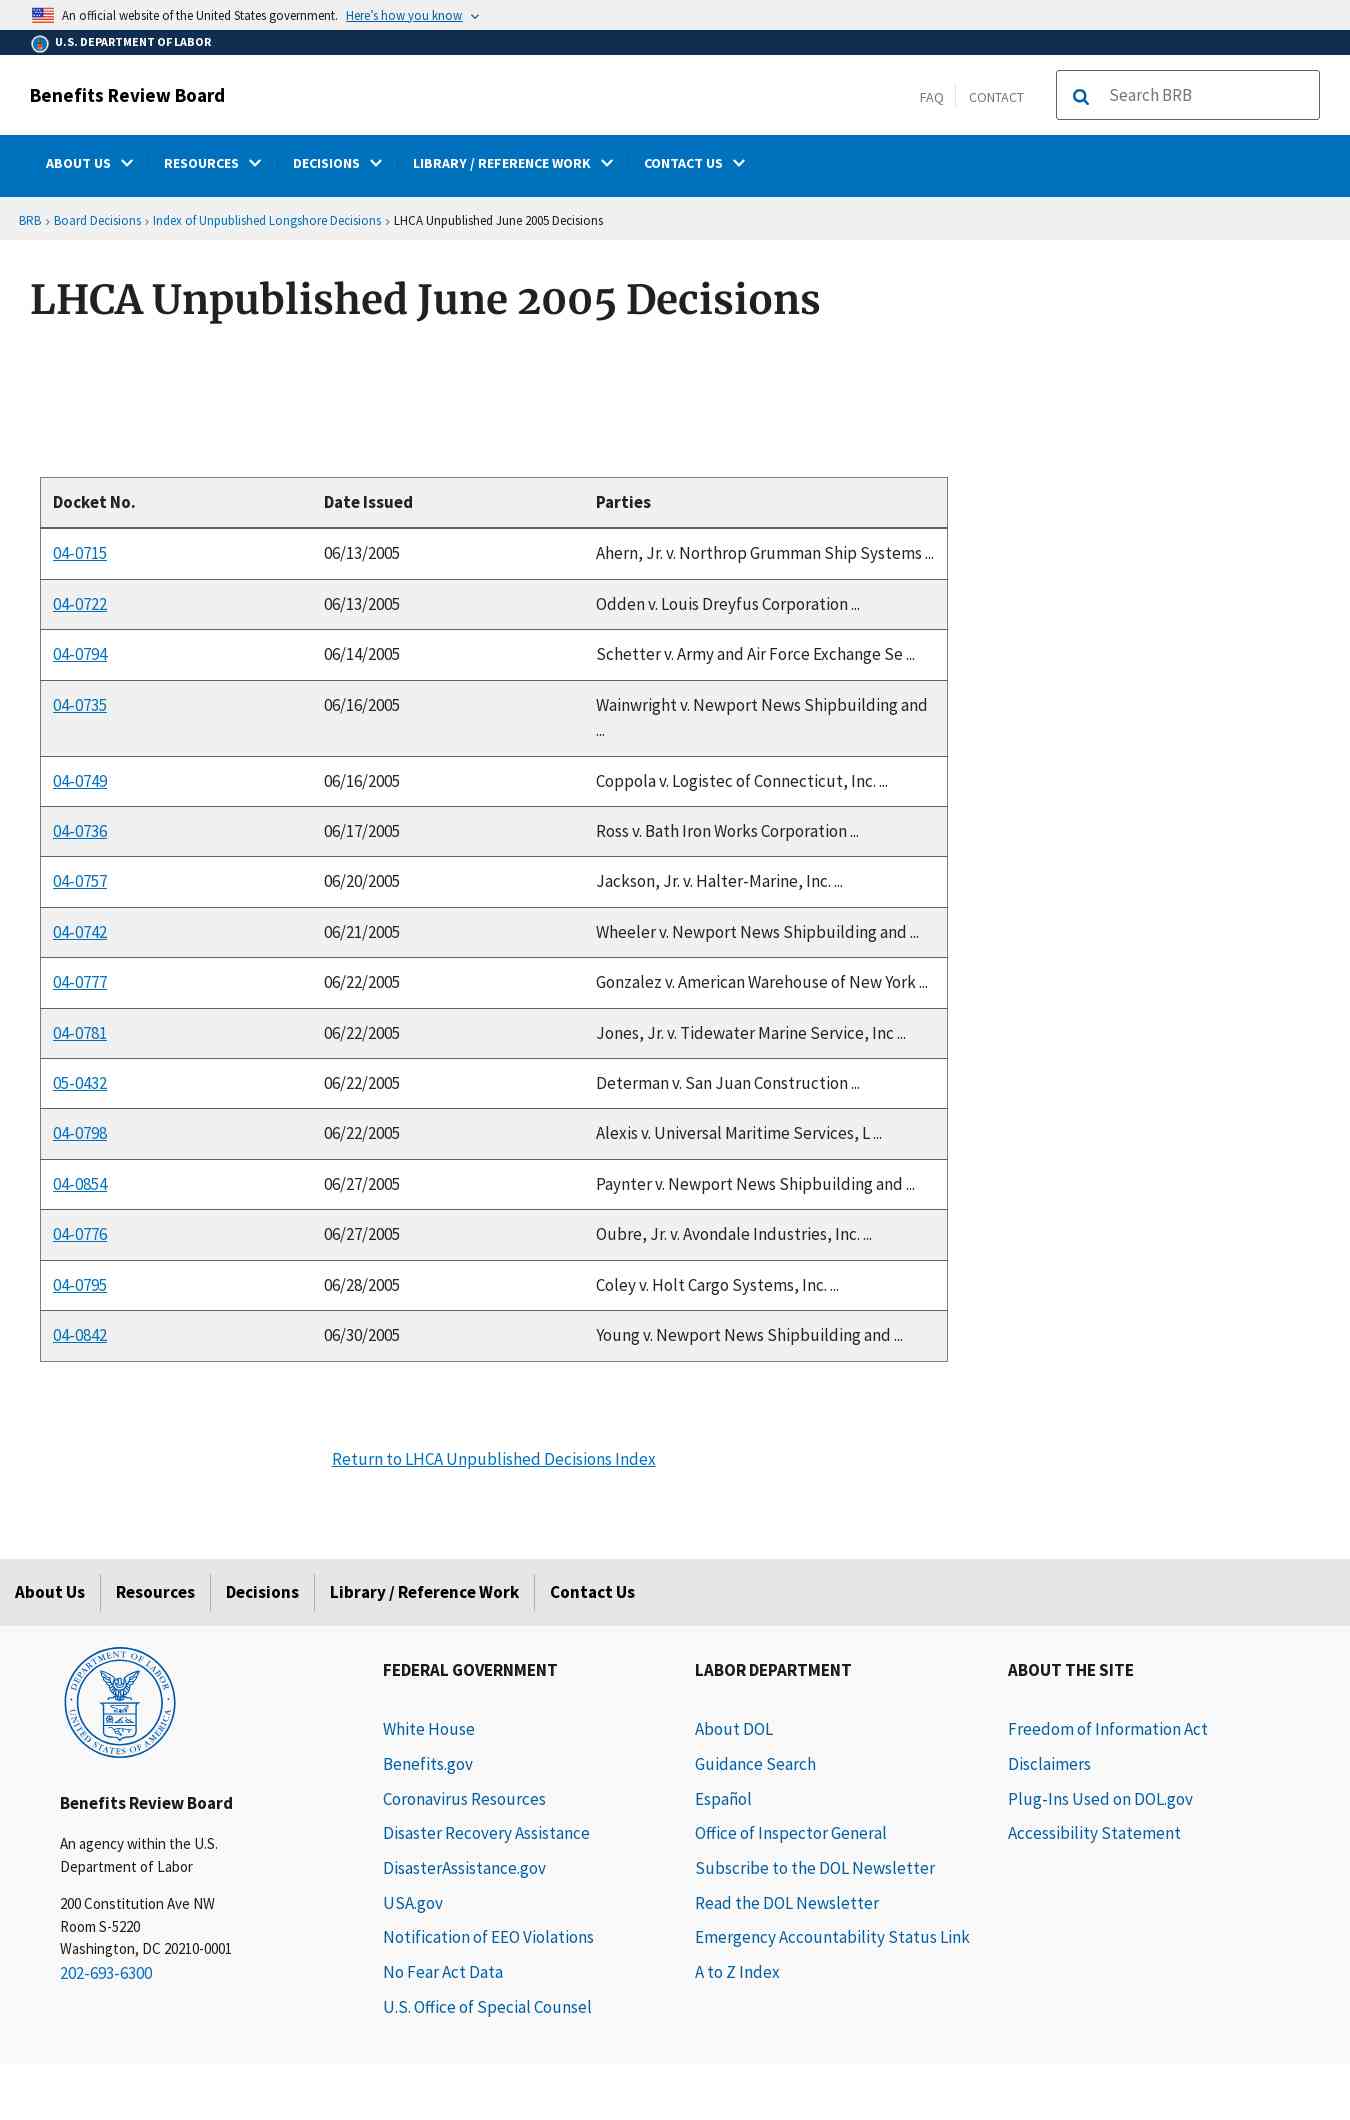 An official website of the United States government. Here's how you know
U.S. DEPARTMENT OF LABOR
Benefits Review Board
FAQ CONTACT Search BRB
ABOUT US RESOURCES DECISIONS LIBRARY / REFERENCE WORK CONTACT US
BRB › Board Decisions › Index of Unpublished Longshore Decisions › LHCA Unpublished June 2005 Decisions
LHCA Unpublished June 2005 Decisions
Docket No. Date Issued Parties
04-0715 06/13/2005 Ahern, Jr. v. Northrop Grumman Ship Systems ...
04-0722 06/13/2005 Odden v. Louis Dreyfus Corporation ...
04-0794 06/14/2005 Schetter v. Army and Air Force Exchange Se ...
04-0735 06/16/2005 Wainwright v. Newport News Shipbuilding and
...
04-0749 06/16/2005 Coppola v. Logistec of Connecticut, Inc. ...
04-0736 06/17/2005 Ross v. Bath Iron Works Corporation ...
04-0757 06/20/2005 Jackson, Jr. v. Halter-Marine, Inc. ...
04-0742 06/21/2005 Wheeler v. Newport News Shipbuilding and ...
04-0777 06/22/2005 Gonzalez v. American Warehouse of New York ...
04-0781 06/22/2005 Jones, Jr. v. Tidewater Marine Service, Inc ...
05-0432 06/22/2005 Determan v. San Juan Construction ...
04-0798 06/22/2005 Alexis v. Universal Maritime Services, L ...
04-0854 06/27/2005 Paynter v. Newport News Shipbuilding and ...
04-0776 06/27/2005 Oubre, Jr. v. Avondale Industries, Inc. ...
04-0795 06/28/2005 Coley v. Holt Cargo Systems, Inc. ...
04-0842 06/30/2005 Young v. Newport News Shipbuilding and ...
Return to LHCA Unpublished Decisions Index
About Us Resources Decisions Library / Reference Work Contact Us
DEPARTMENT OF LABOR
UNITED STATES OF AMERICA
Benefits Review Board
An agency within the U.S.
Department of Labor
200 Constitution Ave NW
Room S-5220
Washington, DC 20210-0001
202-693-6300
FEDERAL GOVERNMENT
White House
Benefits.gov
Coronavirus Resources
Disaster Recovery Assistance
DisasterAssistance.gov
USA.gov
Notification of EEO Violations
No Fear Act Data
U.S. Office of Special Counsel
LABOR DEPARTMENT
About DOL
Guidance Search
Español
Office of Inspector General
Subscribe to the DOL Newsletter
Read the DOL Newsletter
Emergency Accountability Status Link
A to Z Index
ABOUT THE SITE
Freedom of Information Act
Disclaimers
Plug-Ins Used on DOL.gov
Accessibility Statement